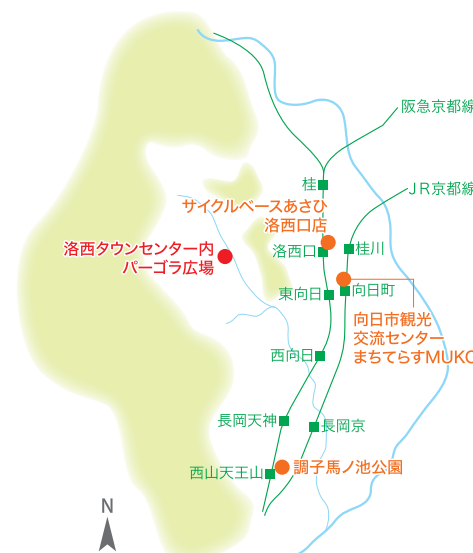 阪急京都線
桂
JR京都線
サイクルベースあさひ
洛西口店
洛西タウンセンター内
パーゴラ広場
洛西口
桂川
東向日
向日町
向日市観光
交流センター
まちてらすMUKO
西向日
長岡天神
長岡京
調子馬ノ池公園
西山天王山
N